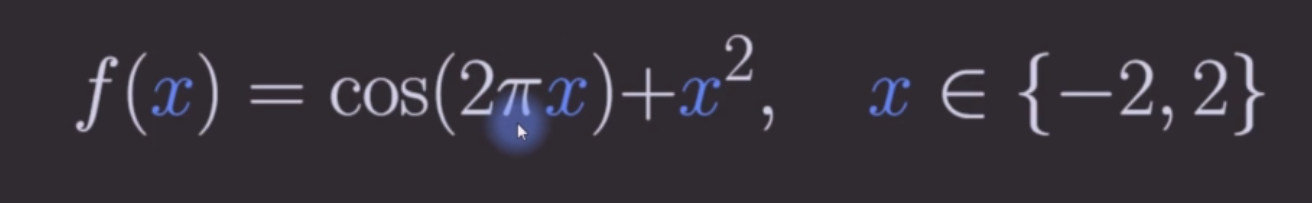 f(x) = cos(2πx)+x², x ∈ {−2, 2}